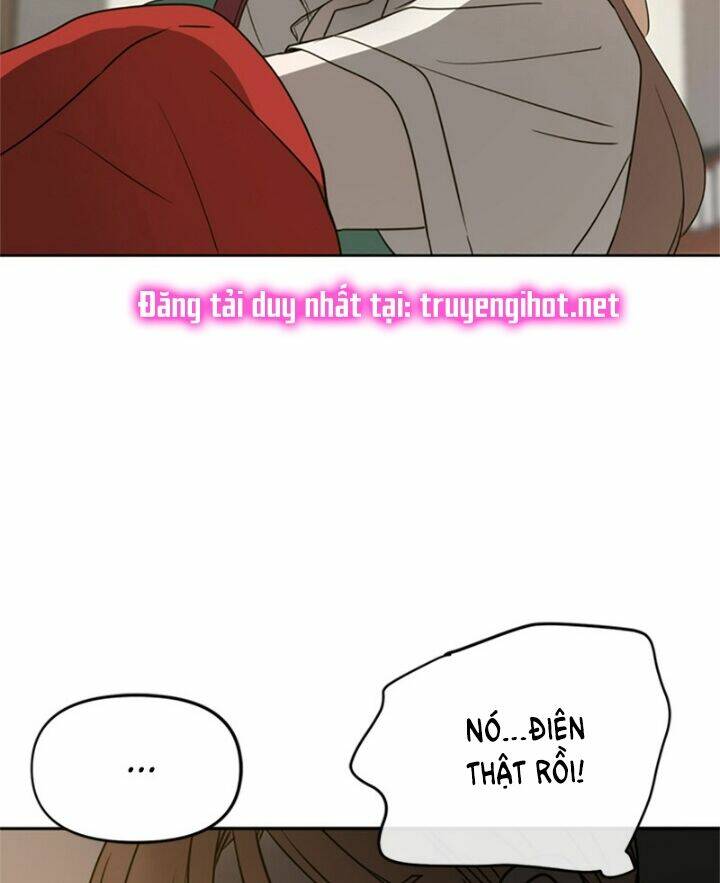 Đăng tải duy nhất tại: truyengihot.net
NÓ...ĐIÊN
THẬT RỒI!
...